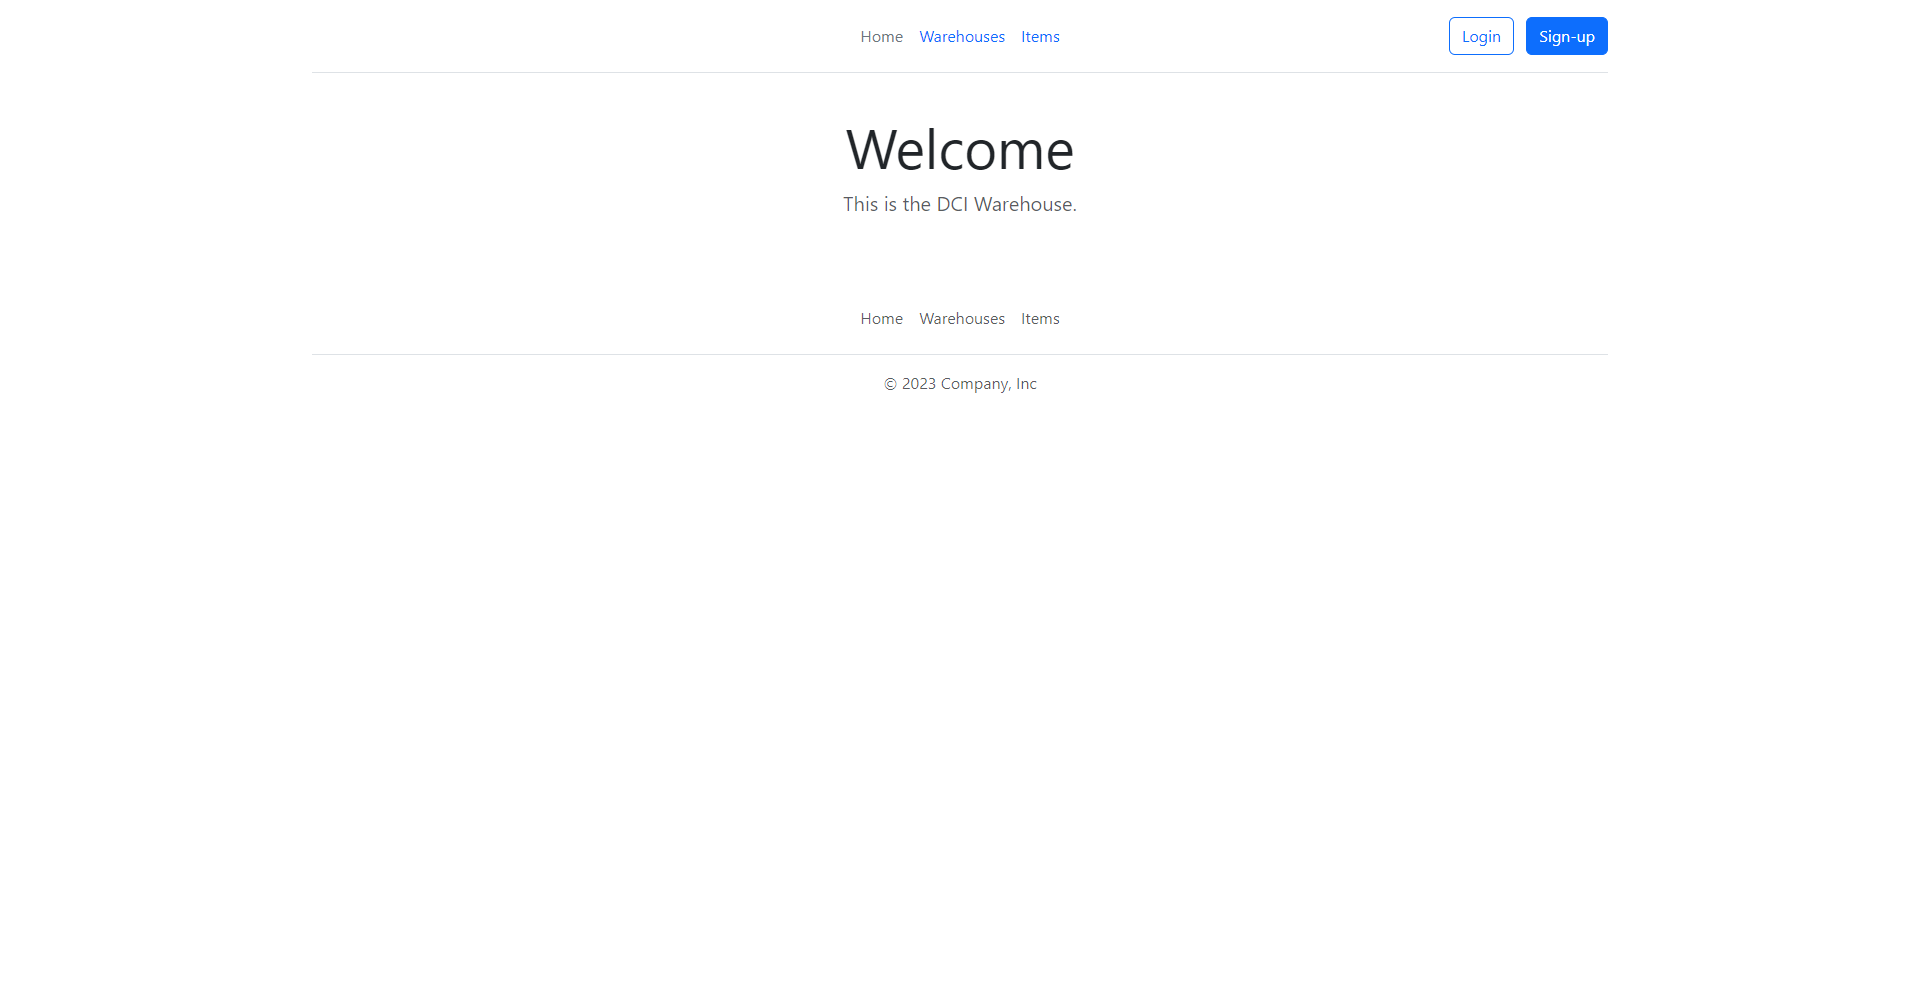 Home Warehouses Items Login Sign-up
Welcome
This is the DCI Warehouse.
Home Warehouses Items
© 2023 Company, Inc